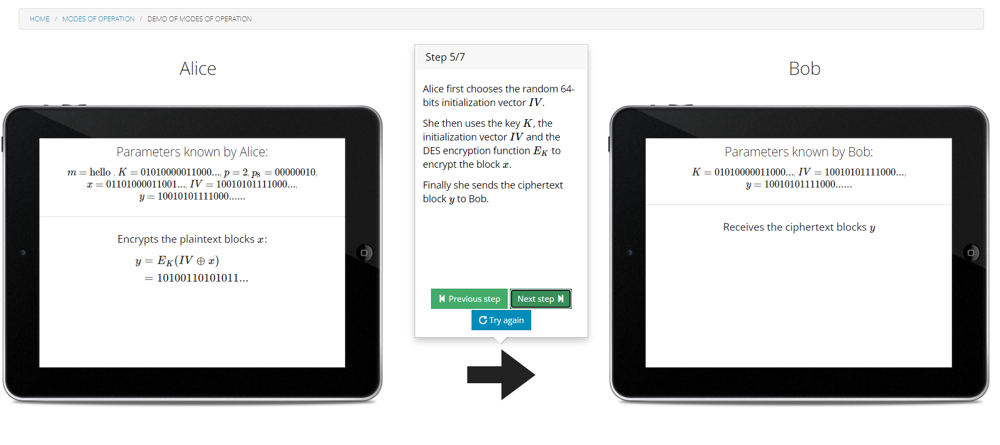 HOME / MODES OF OPERATION / DEMO OF MODES OF OPERATION
Alice
Parameters known by Alice:
m = hello , K = 01010000011000..., p = 2, p₈ = 00000010,
x = 01101000011001..., IV = 10010101111000...,
y = 10010101111000......
Encrypts the plaintext blocks x:
y = E_K(IV ⊕ x)
= 10100110101011...
Step 5/7
Alice first chooses the random 64-
bits initialization vector IV.
She then uses the key K, the
initialization vector IV and the
DES encryption function E_K to
encrypt the block x.
Finally she sends the ciphertext
block y to Bob.
Previous step
Next step
Try again
Bob
Parameters known by Bob:
K = 01010000011000..., IV = 10010101111000...,
y = 10010101111000......
Receives the ciphertext blocks y